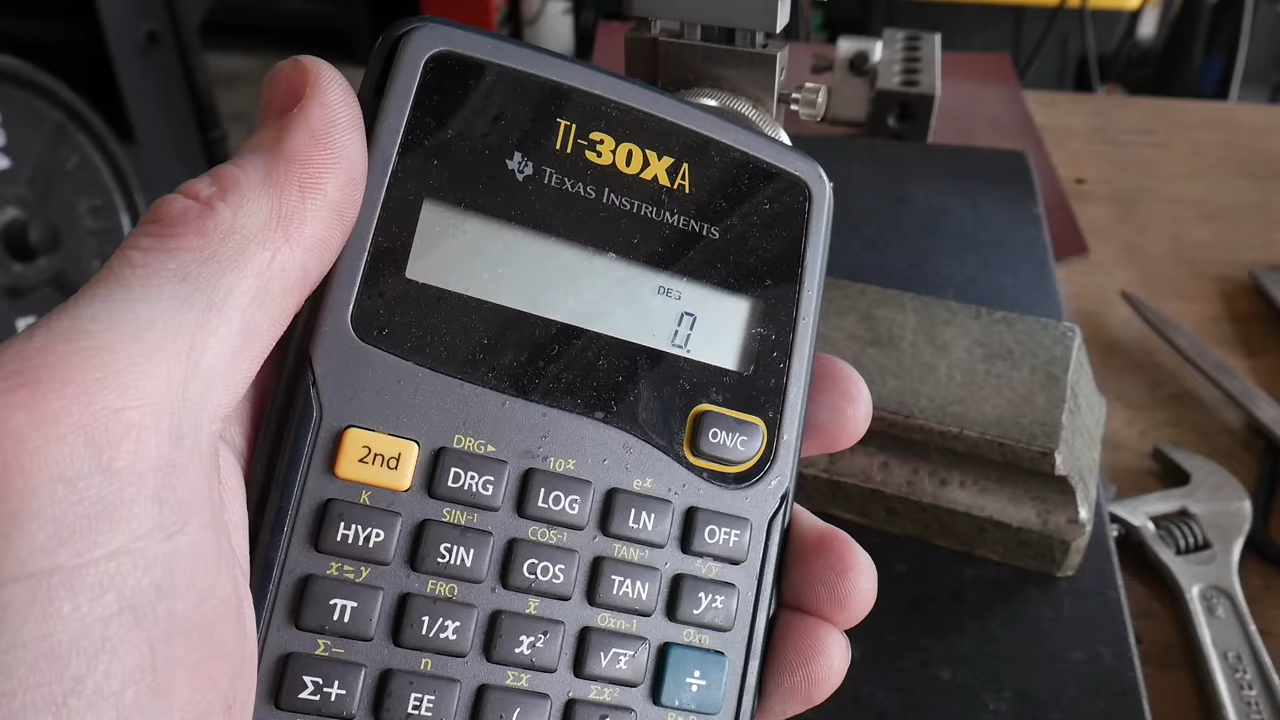 TI-30XA
TEXAS INSTRUMENTS
DEG
0.
ON/C
2nd
DRG▶
DRG
10ˣ
LOG
eˣ
LN
OFF
K
HYP
SIN⁻¹
SIN
COS⁻¹
COS
TAN⁻¹
TAN
ˣ√y
yˣ
x⇄y
π
FRQ
1/x
x̄
x²
σxn-1
√x
σxn
÷
Σ−
Σ+
n
EE
Σx
(
Σx²